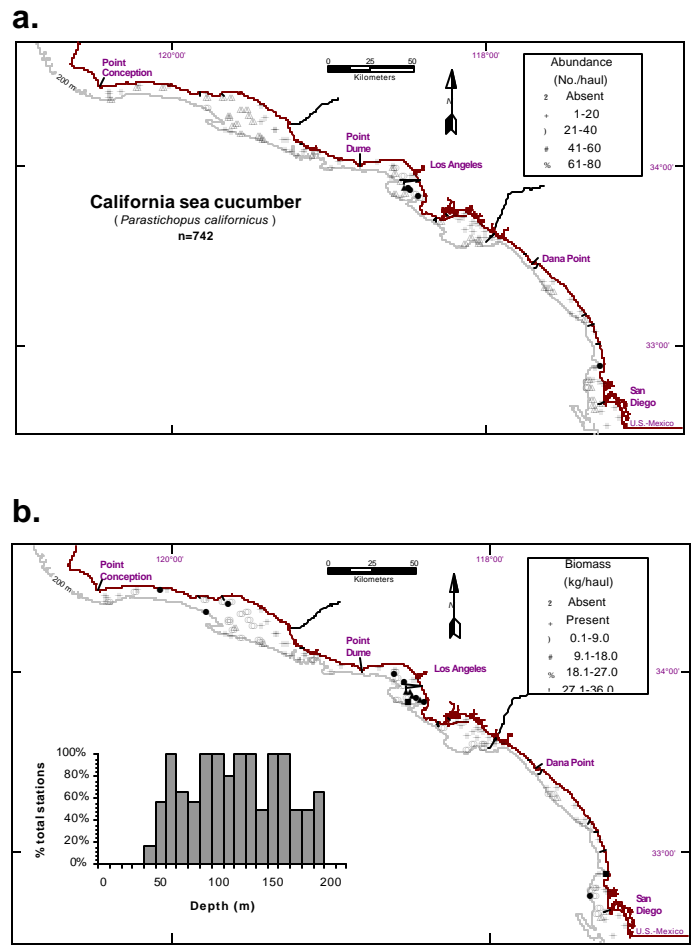 a.
120°00'
118°00'
Point
Conception
200 m
0 25 50
Kilometers
N
Abundance
(No./haul)
2 Absent
+ 1-20
) 21-40
# 41-60
% 61-80
Point
Dume
Los Angeles
34°00'
California sea cucumber
( Parastichopus californicus )
n=742
Dana Point
33°00'
San
Diego
U.S.-Mexico
b.
120°00'
118°00'
Point
Conception
200 m
0 25 50
Kilometers
N
Biomass
(kg/haul)
2 Absent
+ Present
) 0.1-9.0
# 9.1-18.0
% 18.1-27.0
! 27.1-36.0
Point
Dume
Los Angeles
34°00'
Dana Point
33°00'
San
Diego
U.S.-Mexico
100%
80%
60%
40%
20%
0%
% total stations
0 50 100 150 200
Depth (m)